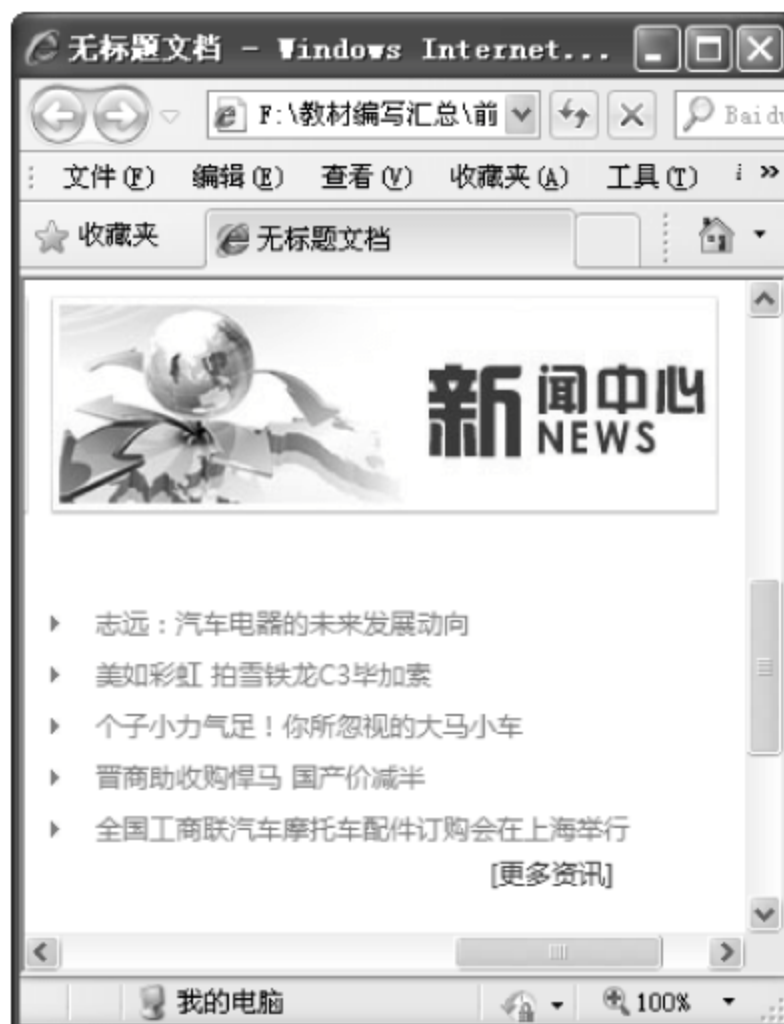 无标题文档 - Windows Internet...
F:\教材编写汇总\前
Baidu
文件(F) 编辑(E) 查看(V) 收藏夹(A) 工具(T) »
收藏夹 无标题文档
新闻中心
NEWS
志远：汽车电器的未来发展动向
美如彩虹 拍雪铁龙C3毕加索
个子小力气足！你所忽视的大马小车
晋商助收购悍马 国产价减半
全国工商联汽车摩托车配件订购会在上海举行
[更多资讯]
我的电脑 100%